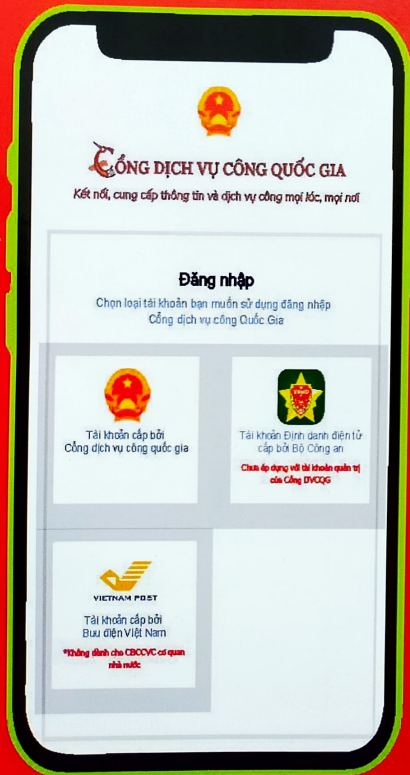 CỔNG DỊCH VỤ CÔNG QUỐC GIA
Kết nối, cung cấp thông tin và dịch vụ công mọi lúc, mọi nơi
Đăng nhập
Chọn loại tài khoản bạn muốn sử dụng đăng nhập
Cổng dịch vụ công Quốc Gia
Tài khoản cấp bởi
Cổng dịch vụ công quốc gia
Tài khoản Định danh điện tử
cấp bởi Bộ Công an
Chưa áp dụng với tài khoản quản trị
của Cổng DVCQG
VIETNAM POST
Tài khoản cấp bởi
Bưu điện Việt Nam
*Không dành cho CBCCVC cơ quan
nhà nước